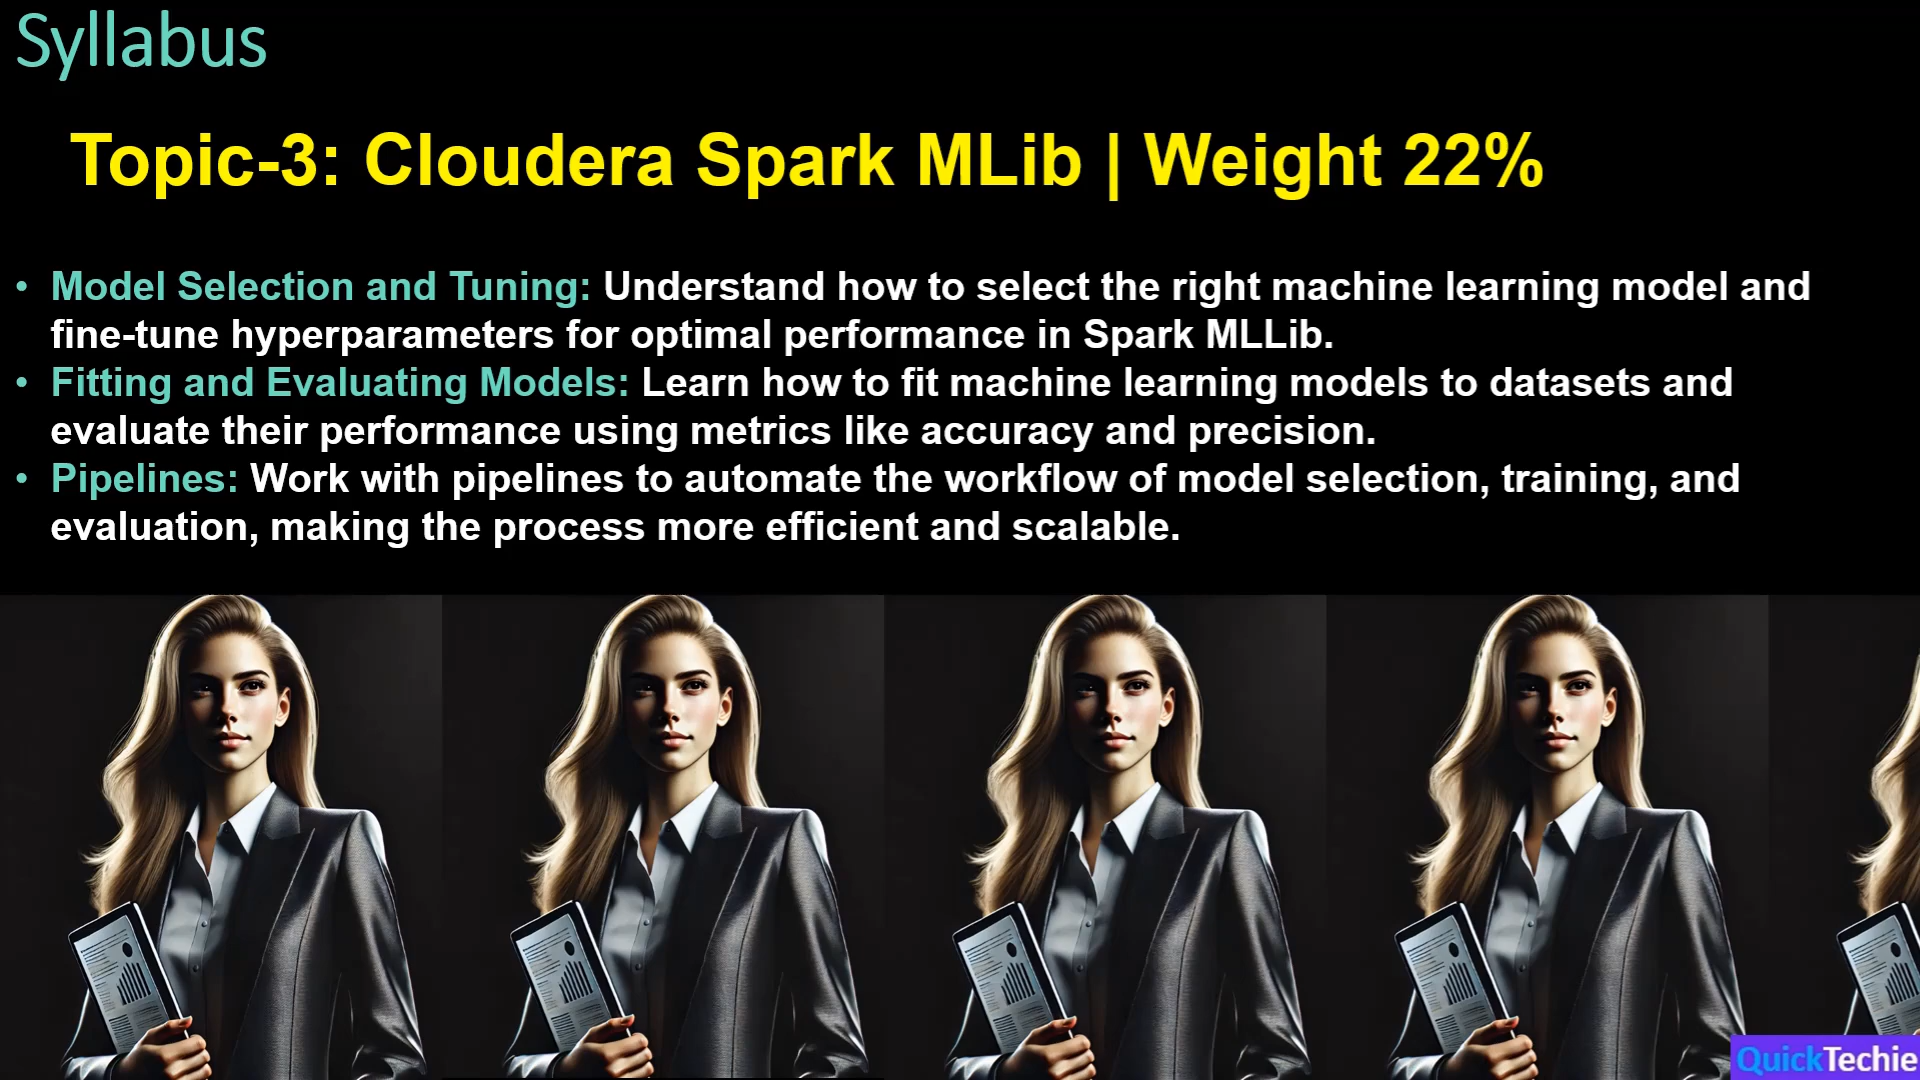 Syllabus
Topic-3: Cloudera Spark MLib | Weight 22%
• Model Selection and Tuning: Understand how to select the right machine learning model and
fine-tune hyperparameters for optimal performance in Spark MLLib.
• Fitting and Evaluating Models: Learn how to fit machine learning models to datasets and
evaluate their performance using metrics like accuracy and precision.
• Pipelines: Work with pipelines to automate the workflow of model selection, training, and
evaluation, making the process more efficient and scalable.
QuickTechie